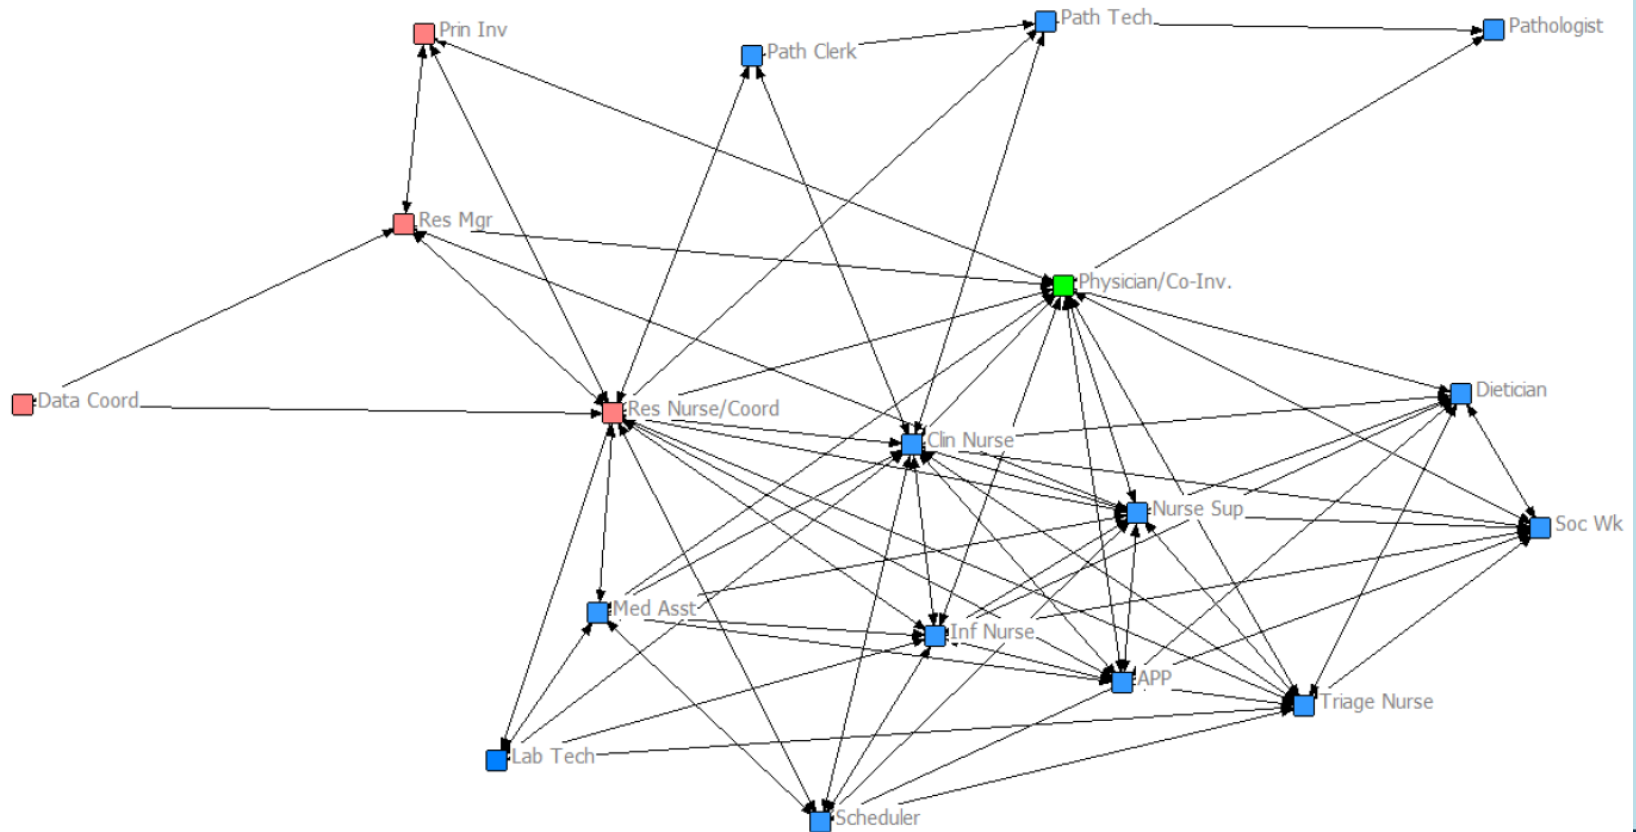 Prin Inv
Path Clerk
Path Tech
Pathologist
Res Mgr
Physician/Co-Inv.
Data Coord
Res Nurse/Coord
Clin Nurse
Dietician
Nurse Sup
Soc Wk
Med Asst
Inf Nurse
APP
Triage Nurse
Lab Tech
Scheduler